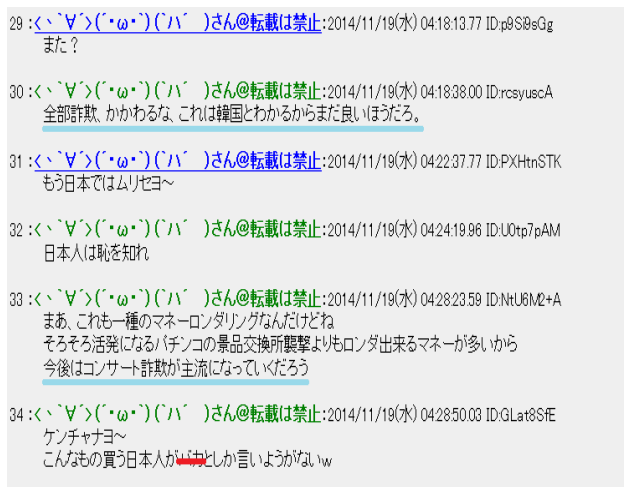 29 :<ヽ`∀´>(´・ω・`)(`ハ´  )さん@転載は禁止:2014/11/19(水) 04:18:13.77 ID:p9Si9sGg
また？
30 :<ヽ`∀´>(´・ω・`)(`ハ´  )さん@転載は禁止:2014/11/19(水) 04:18:38.00 ID:rcsyuscA
全部詐欺、かかわるな、これは韓国とわかるからまだ良いほうだろ。
31 :<ヽ`∀´>(´・ω・`)(`ハ´  )さん@転載は禁止:2014/11/19(水) 04:22:37.77 ID:PXHtnSTK
もう日本ではムリセヨ～
32 :<ヽ`∀´>(´・ω・`)(`ハ´  )さん@転載は禁止:2014/11/19(水) 04:24:19.96 ID:U0tp7pAM
日本人は恥を知れ
33 :<ヽ`∀´>(´・ω・`)(`ハ´  )さん@転載は禁止:2014/11/19(水) 04:28:23.59 ID:NtU6M2+A
まあ、これも一種のマネーロンダリングなんだけどね
そろそろ活発になるパチンコの景品交換所襲撃よりもロンダ出来るマネーが多いから
今後はコンサート詐欺が主流になっていくだろう
34 :<ヽ`∀´>(´・ω・`)(`ハ´  )さん@転載は禁止:2014/11/19(水) 04:28:50.03 ID:GLat8SfE
ケンチャナヨ～
こんなもの買う日本人がバカとしか言いようがないｗ